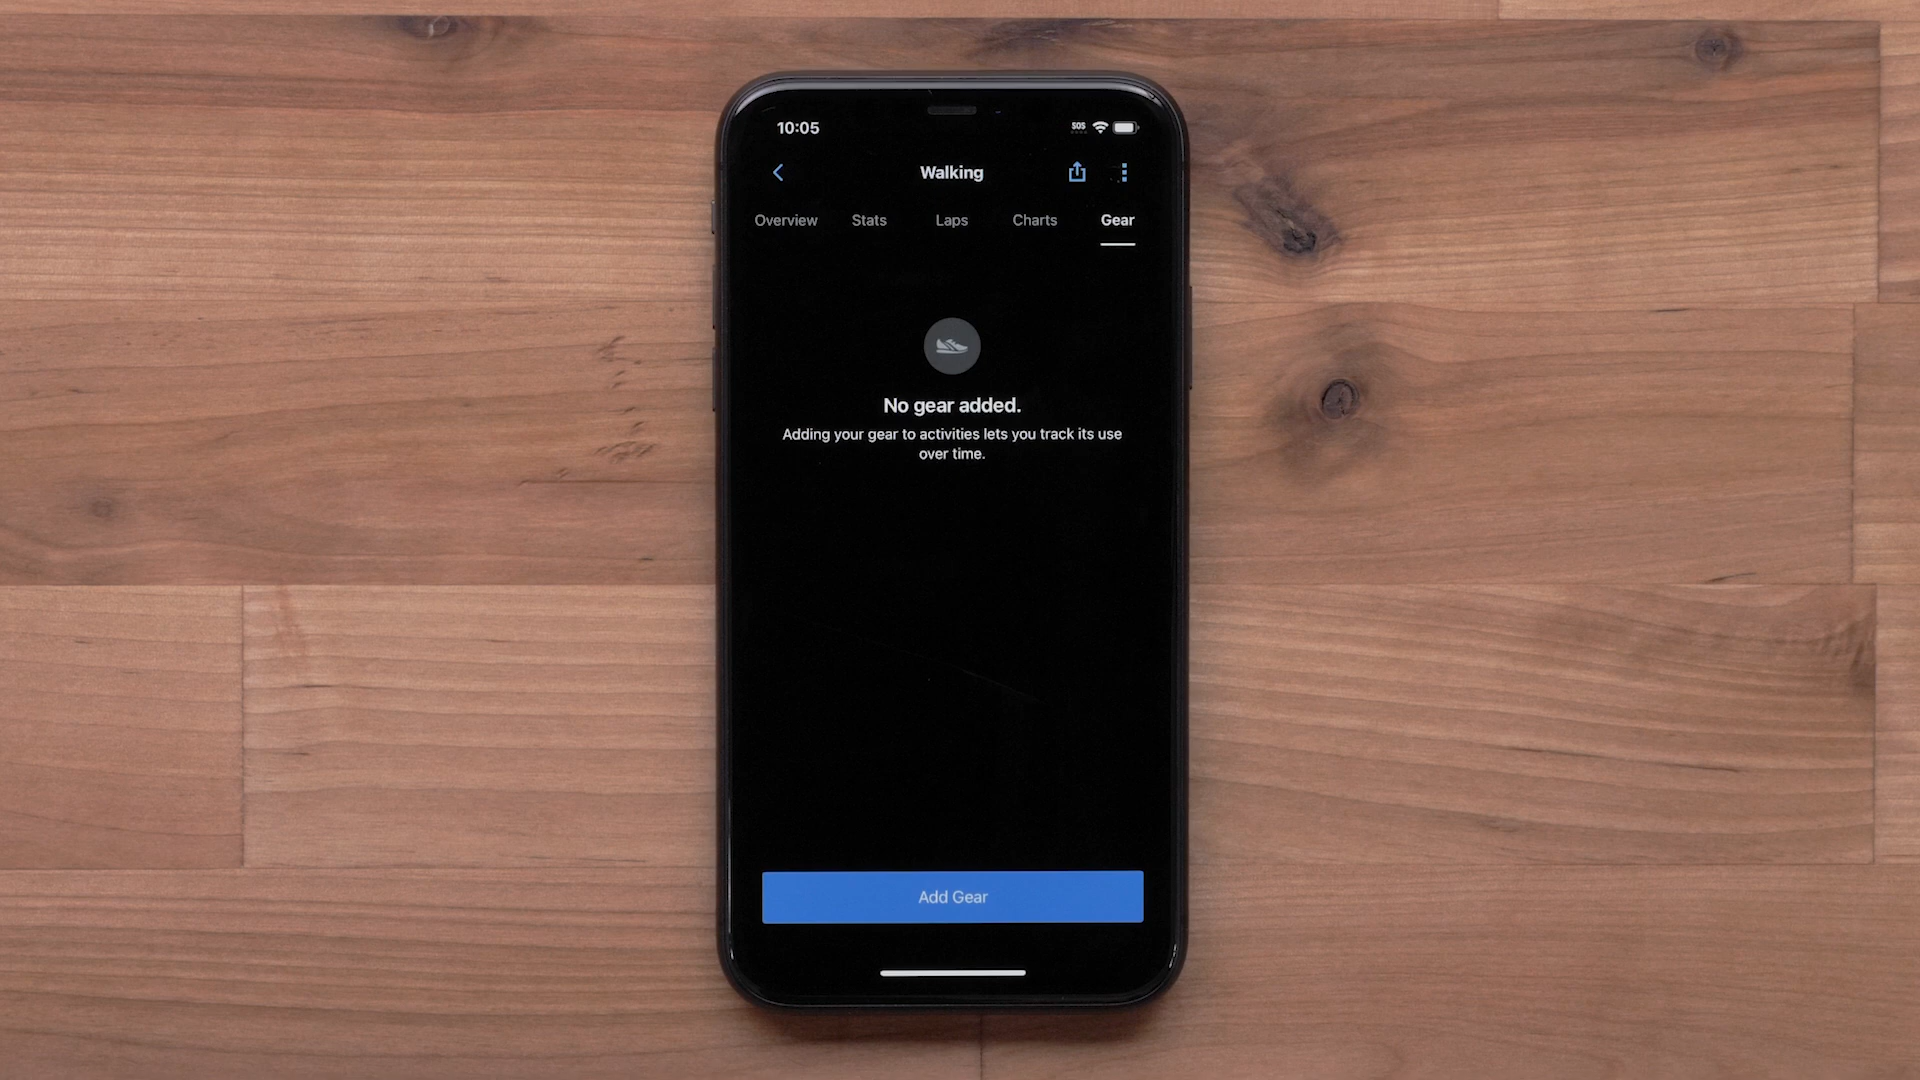 10:05 SOS
Walking
Overview Stats Laps Charts Gear
No gear added.
Adding your gear to activities lets you track its use
over time.
Add Gear